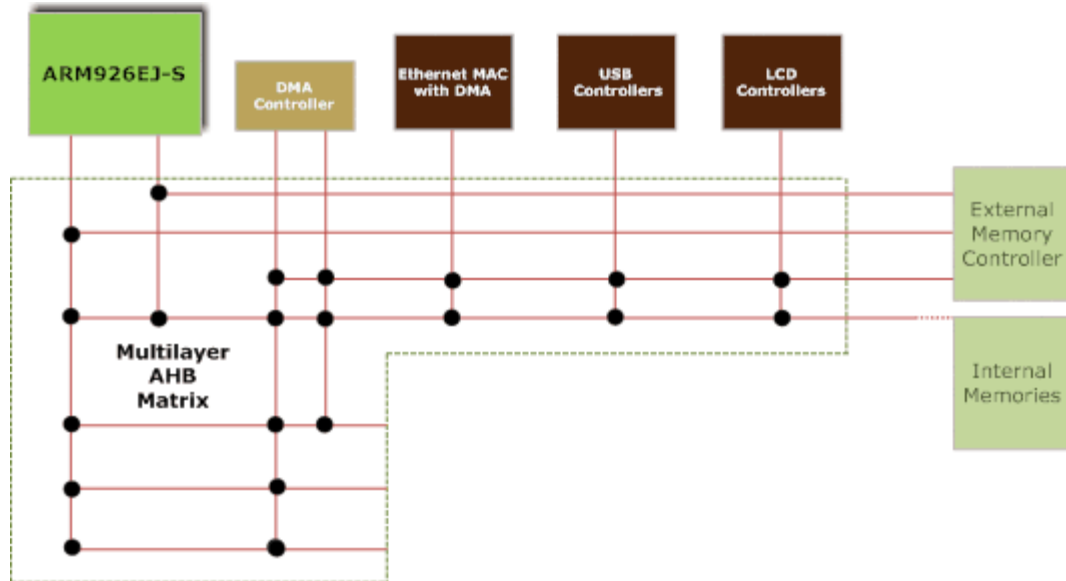 ARM926EJ-S
DMA
Controller
Ethernet MAC
with DMA
USB
Controllers
LCD
Controllers
External
Memory
Controller
Multilayer
AHB
Matrix
Internal
Memories